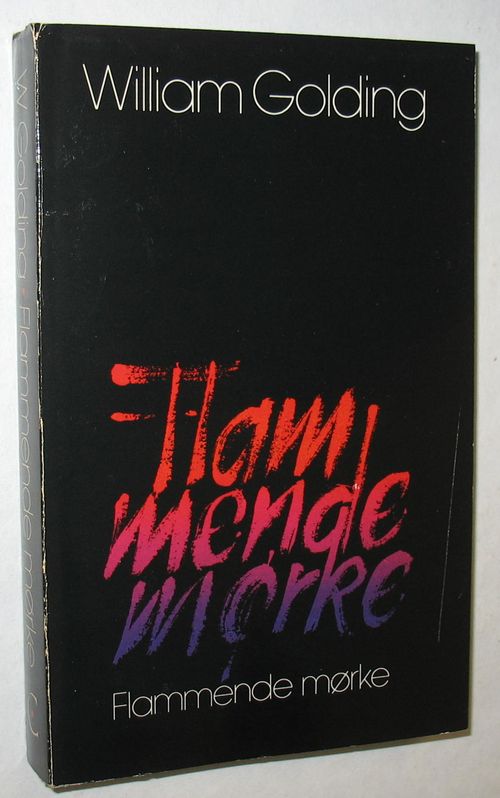 William Golding
Flam
mende
mørke
Flammende mørke
W. Golding · Flammende mørke